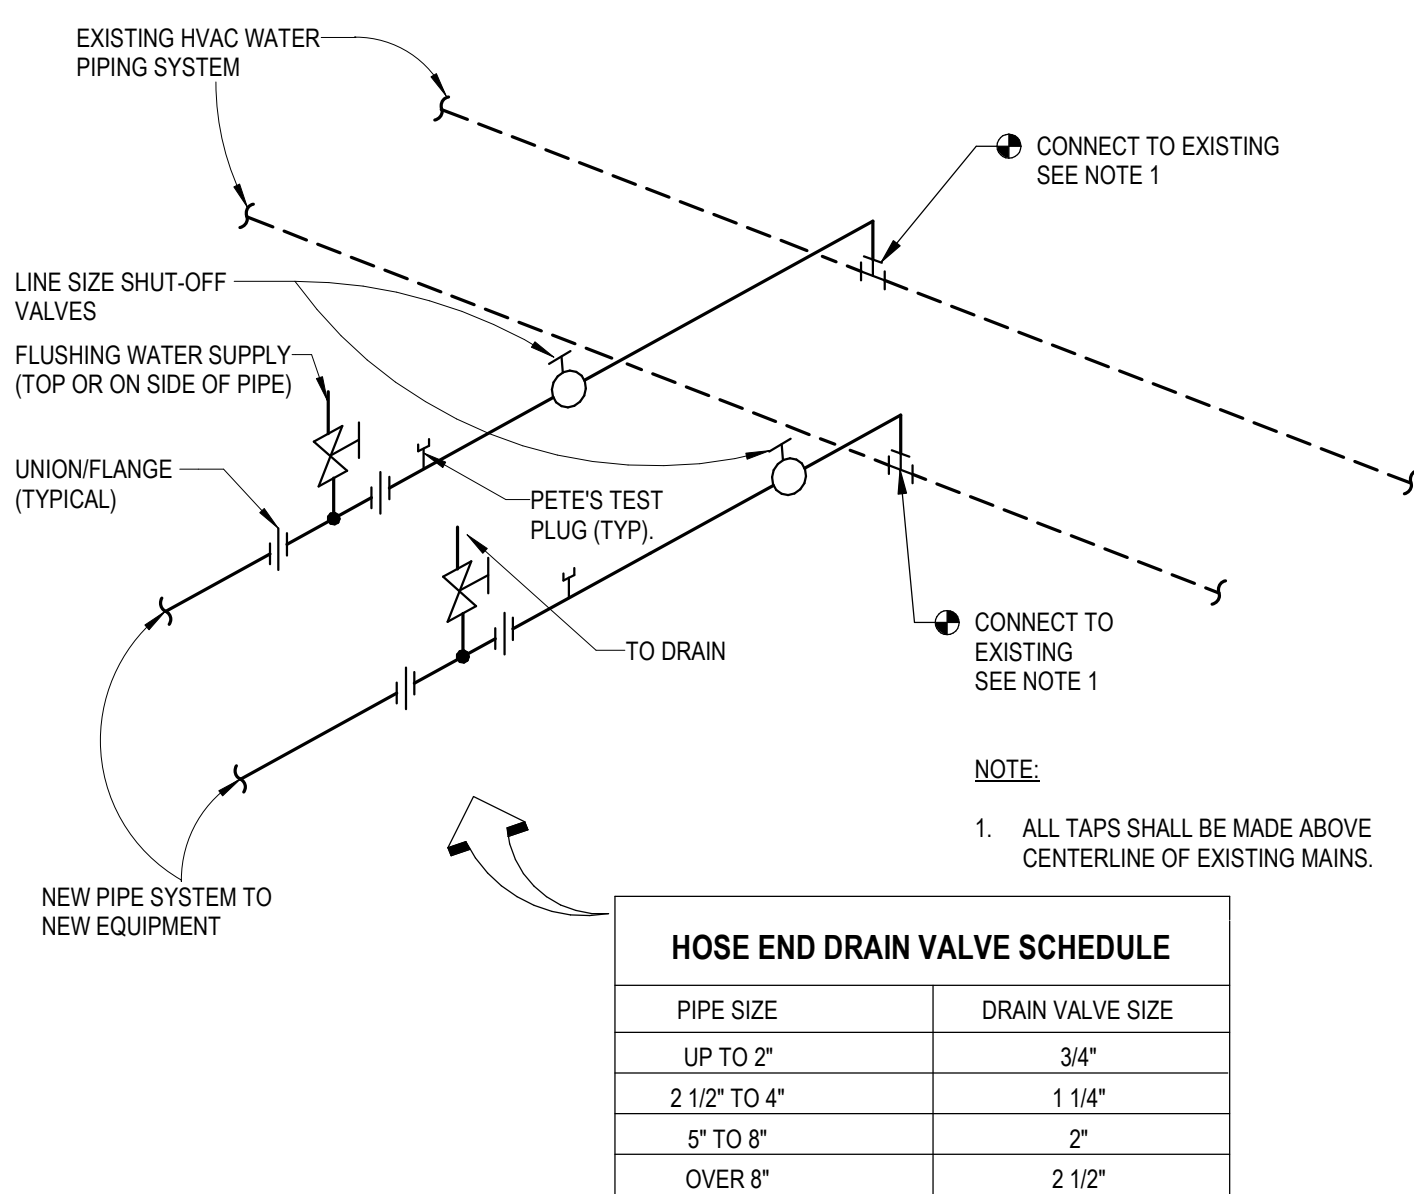 EXISTING HVAC WATER
PIPING SYSTEM
CONNECT TO EXISTING
SEE NOTE 1
LINE SIZE SHUT-OFF
VALVES
FLUSHING WATER SUPPLY
(TOP OR ON SIDE OF PIPE)
UNION/FLANGE
(TYPICAL)
PETE'S TEST
PLUG (TYP).
TO DRAIN
CONNECT TO
EXISTING
SEE NOTE 1
NEW PIPE SYSTEM TO
NEW EQUIPMENT
NOTE:
1. ALL TAPS SHALL BE MADE ABOVE
CENTERLINE OF EXISTING MAINS.
HOSE END DRAIN VALVE SCHEDULE
PIPE SIZE DRAIN VALVE SIZE
UP TO 2" 3/4"
2 1/2" TO 4" 1 1/4"
5" TO 8" 2"
OVER 8" 2 1/2"